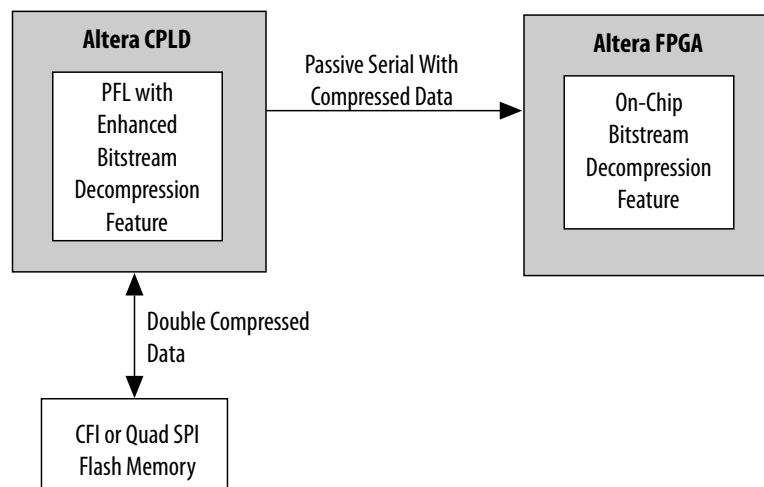 Altera CPLD
PFL with
Enhanced
Bitstream
Decompression
Feature
Passive Serial With
Compressed Data
Altera FPGA
On-Chip
Bitstream
Decompression
Feature
Double Compressed
Data
CFI or Quad SPI
Flash Memory